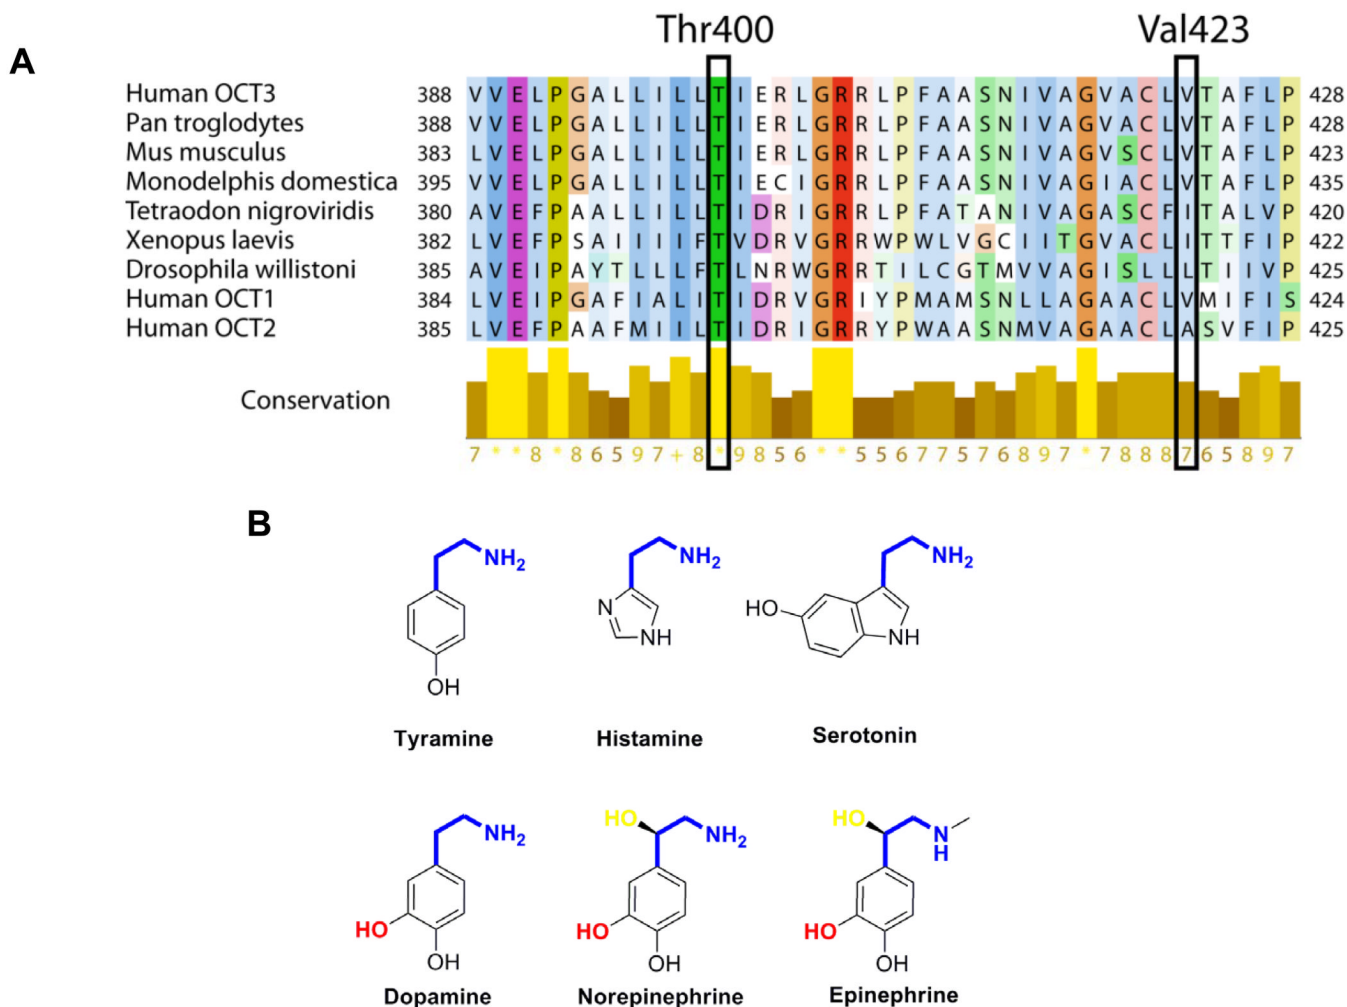 A
Thr400 Val423
Human OCT3 388 V V E L P G A L L I L L T I E R L G R R L P F A A S N I V A G V A C L V T A F L P 428
Pan troglodytes 388 V V E L P G A L L I L L T I E R L G R R L P F A A S N I V A G V A C L V T A F L P 428
Mus musculus 383 L V E L P G A L L I L L T I E R L G R R L P F A A S N I V A G V S C L V T A F L P 423
Monodelphis domestica 395 V V E L P G A L L I L L T I E C I G R R L P F A A S N I V A G I A C L V T A F L P 435
Tetraodon nigroviridis 380 A V E F P A A L L I L L T I D R I G R R L P F A T A N I V A G A S C F I T A L V P 420
Xenopus laevis 382 L V E F P S A I I I I F T V D R V G R R W P W L V G C I I T G V A C L I T T F I P 422
Drosophila willistoni 385 A V E I P A Y T L L L F T L N R W G R R T I L C G T M V V A G I S L L L T I I V P 425
Human OCT1 384 L V E I P G A F I A L I T I D R V G R I Y P M A M S N L L A G A A C L V M I F I S 424
Human OCT2 385 L V E F P A A F M I I L T I D R I G R R Y P W A A S N M V A G A A C L A S V F I P 425
Conservation
7 * * 8 * 8 6 5 9 7 + 8 * 9 8 5 6 * * 5 5 6 7 7 5 7 6 8 9 7 * 7 8 8 8 7 6 5 8 9 7
B
NH2 NH2 NH2
N NH HO NH
OH
Tyramine Histamine Serotonin
HO NH2 HO NH2 HO N H
HO HO HO
OH OH OH
Dopamine Norepinephrine Epinephrine